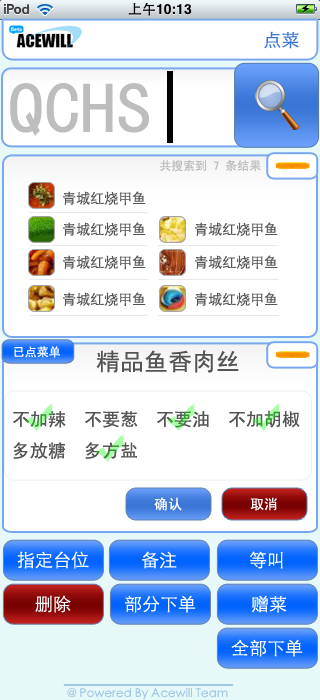 iPod 上午10:13
Beta
ACEWILL 点菜
QCHS
共搜索到 7 条结果
青城红烧甲鱼
青城红烧甲鱼 青城红烧甲鱼
青城红烧甲鱼 青城红烧甲鱼
青城红烧甲鱼 青城红烧甲鱼
已点菜单
精品鱼香肉丝
不加辣 不要葱 不要油 不加胡椒
多放糖 多方盐
确认 取消
指定台位 备注 等叫
删除 部分下单 赠菜
全部下单
@ Powered By Acewill Team